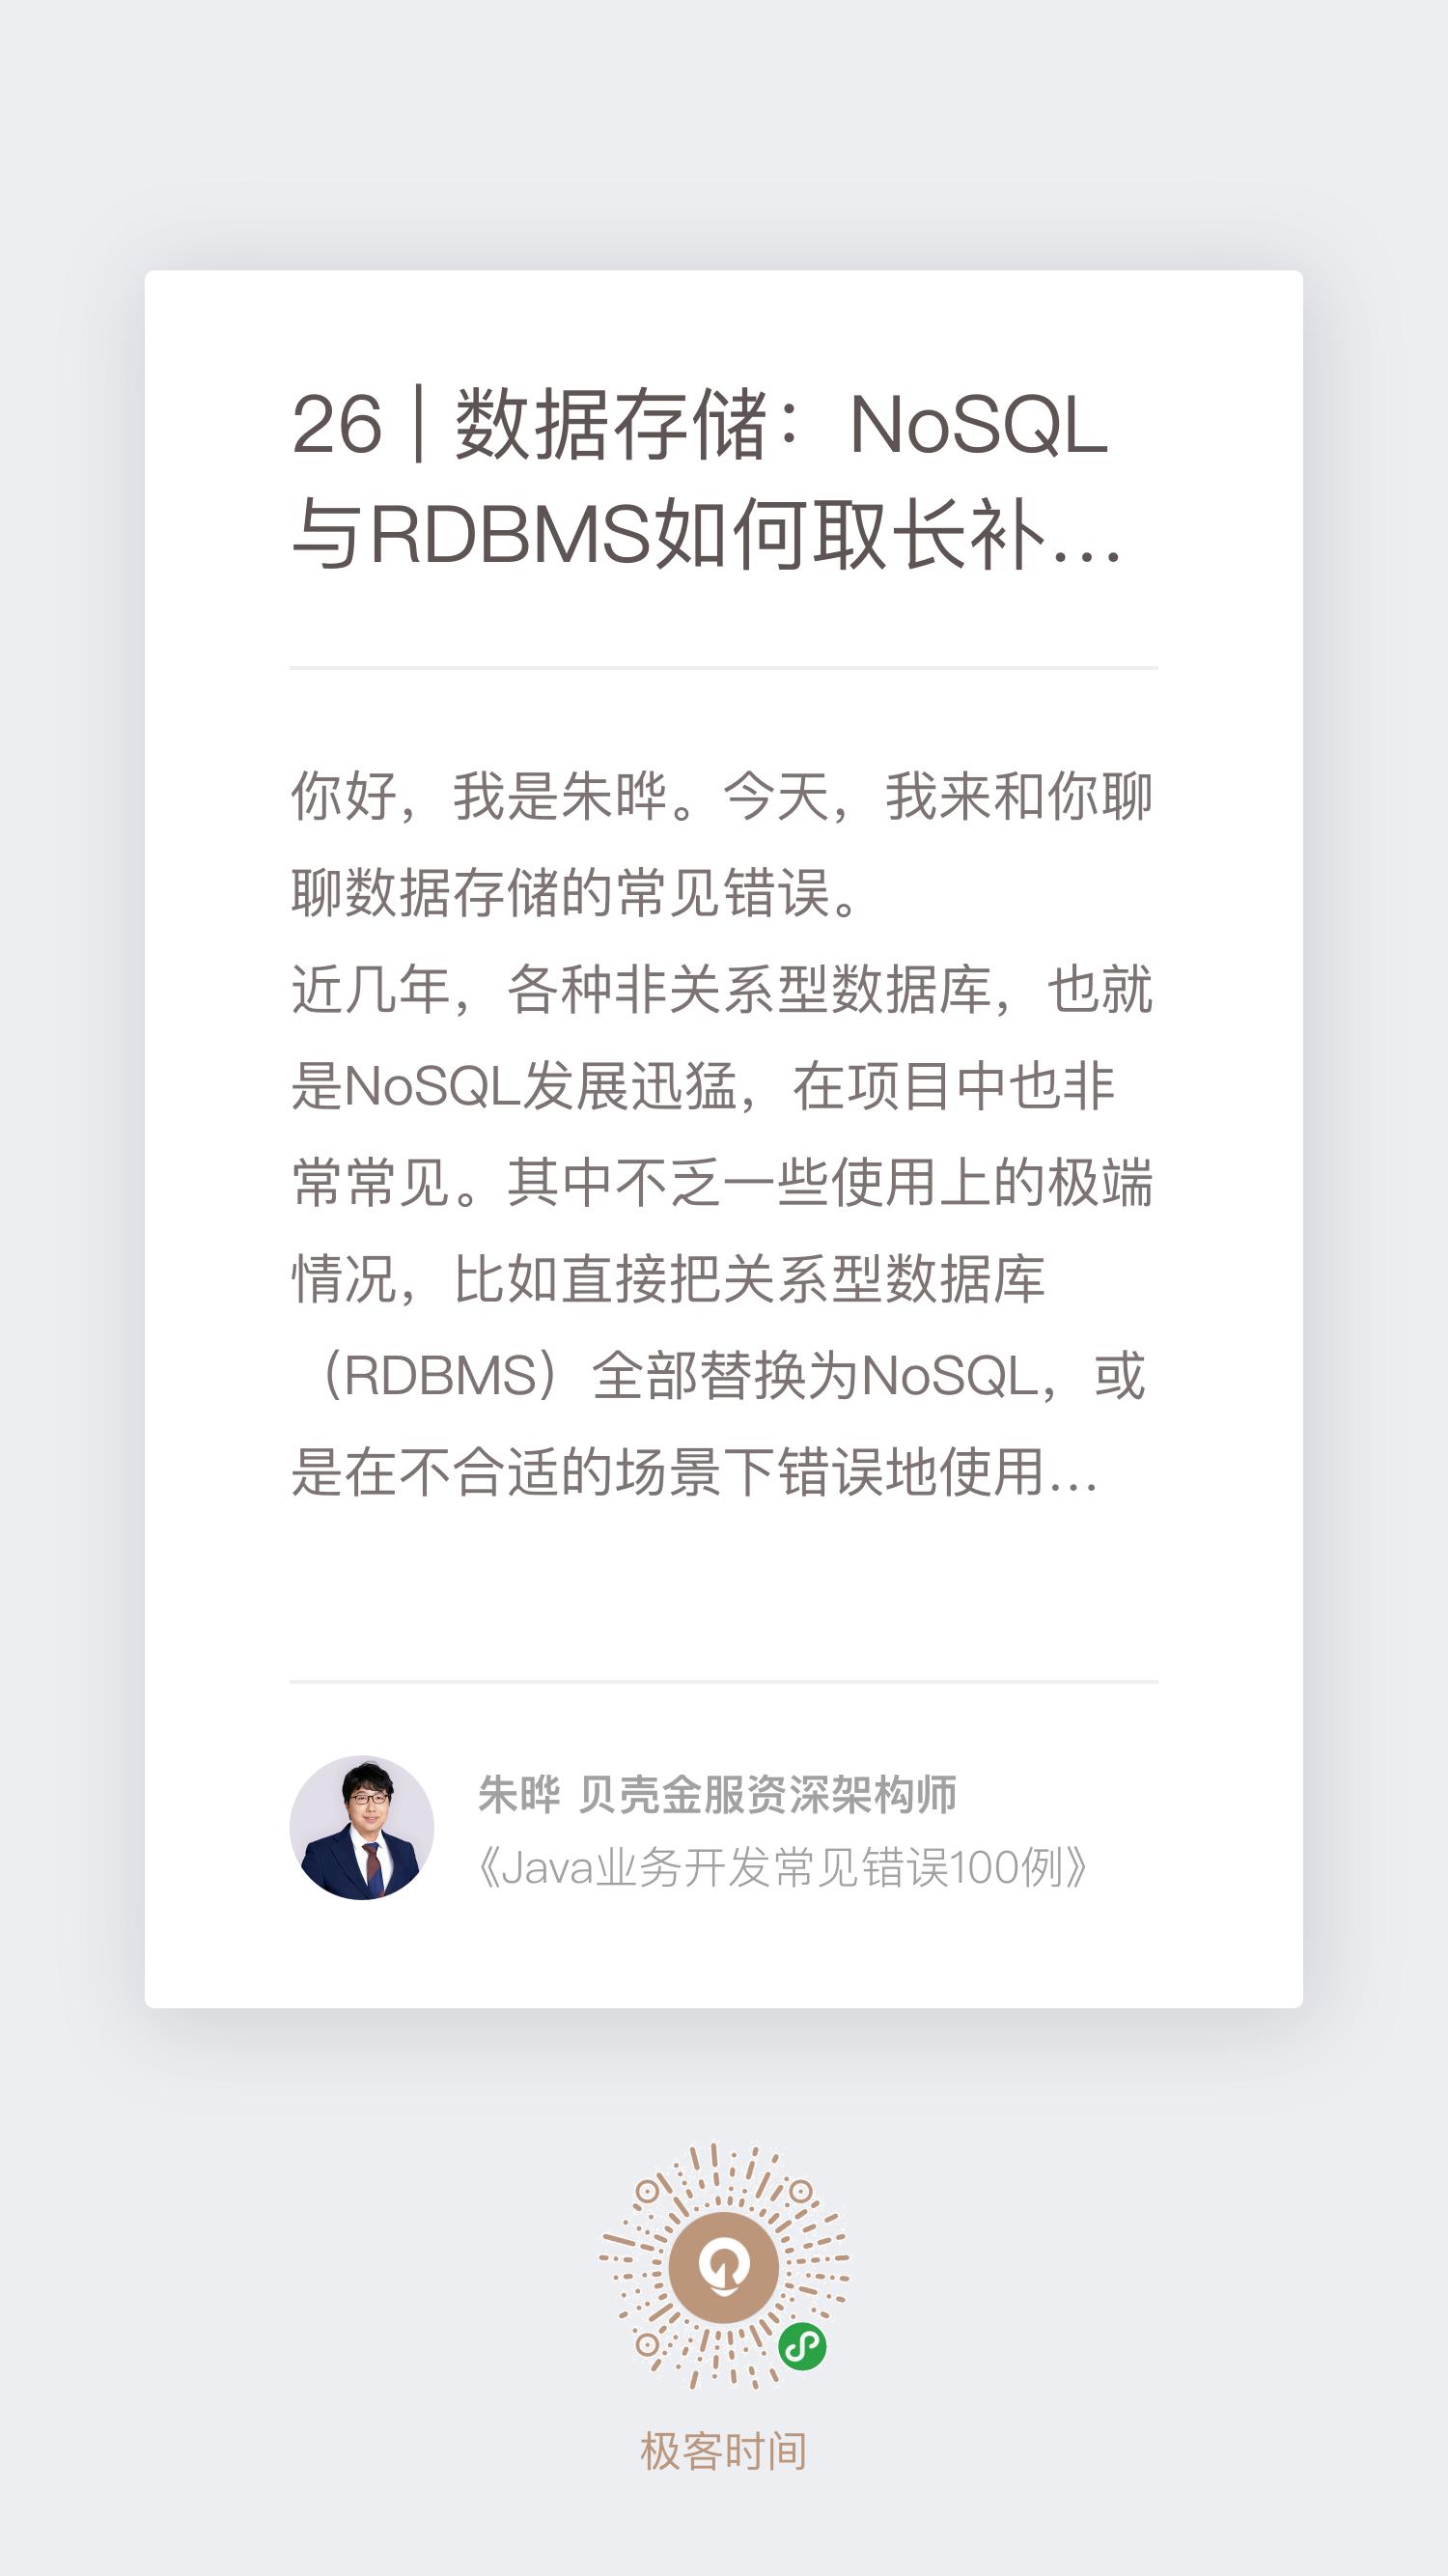 26 | 数据存储：NoSQL
与RDBMS如何取长补...
你好，我是朱晔。今天，我来和你聊
聊数据存储的常见错误。
近几年，各种非关系型数据库，也就
是NoSQL发展迅猛，在项目中也非
常常见。其中不乏一些使用上的极端
情况，比如直接把关系型数据库
（RDBMS）全部替换为NoSQL，或
是在不合适的场景下错误地使用...
朱晔 贝壳金服资深架构师
《Java业务开发常见错误100例》
极客时间